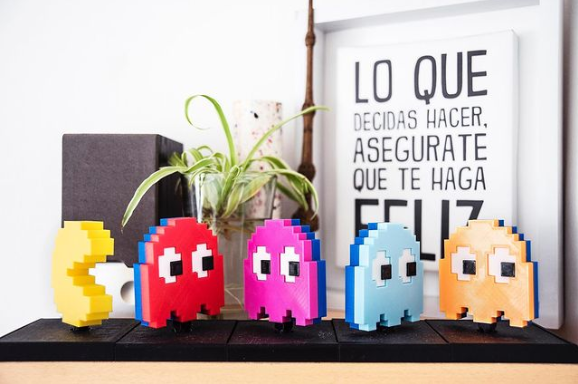 LO QUE
DECIDAS HACER,
ASEGURATE
QUE TE HAGA
FELIZ